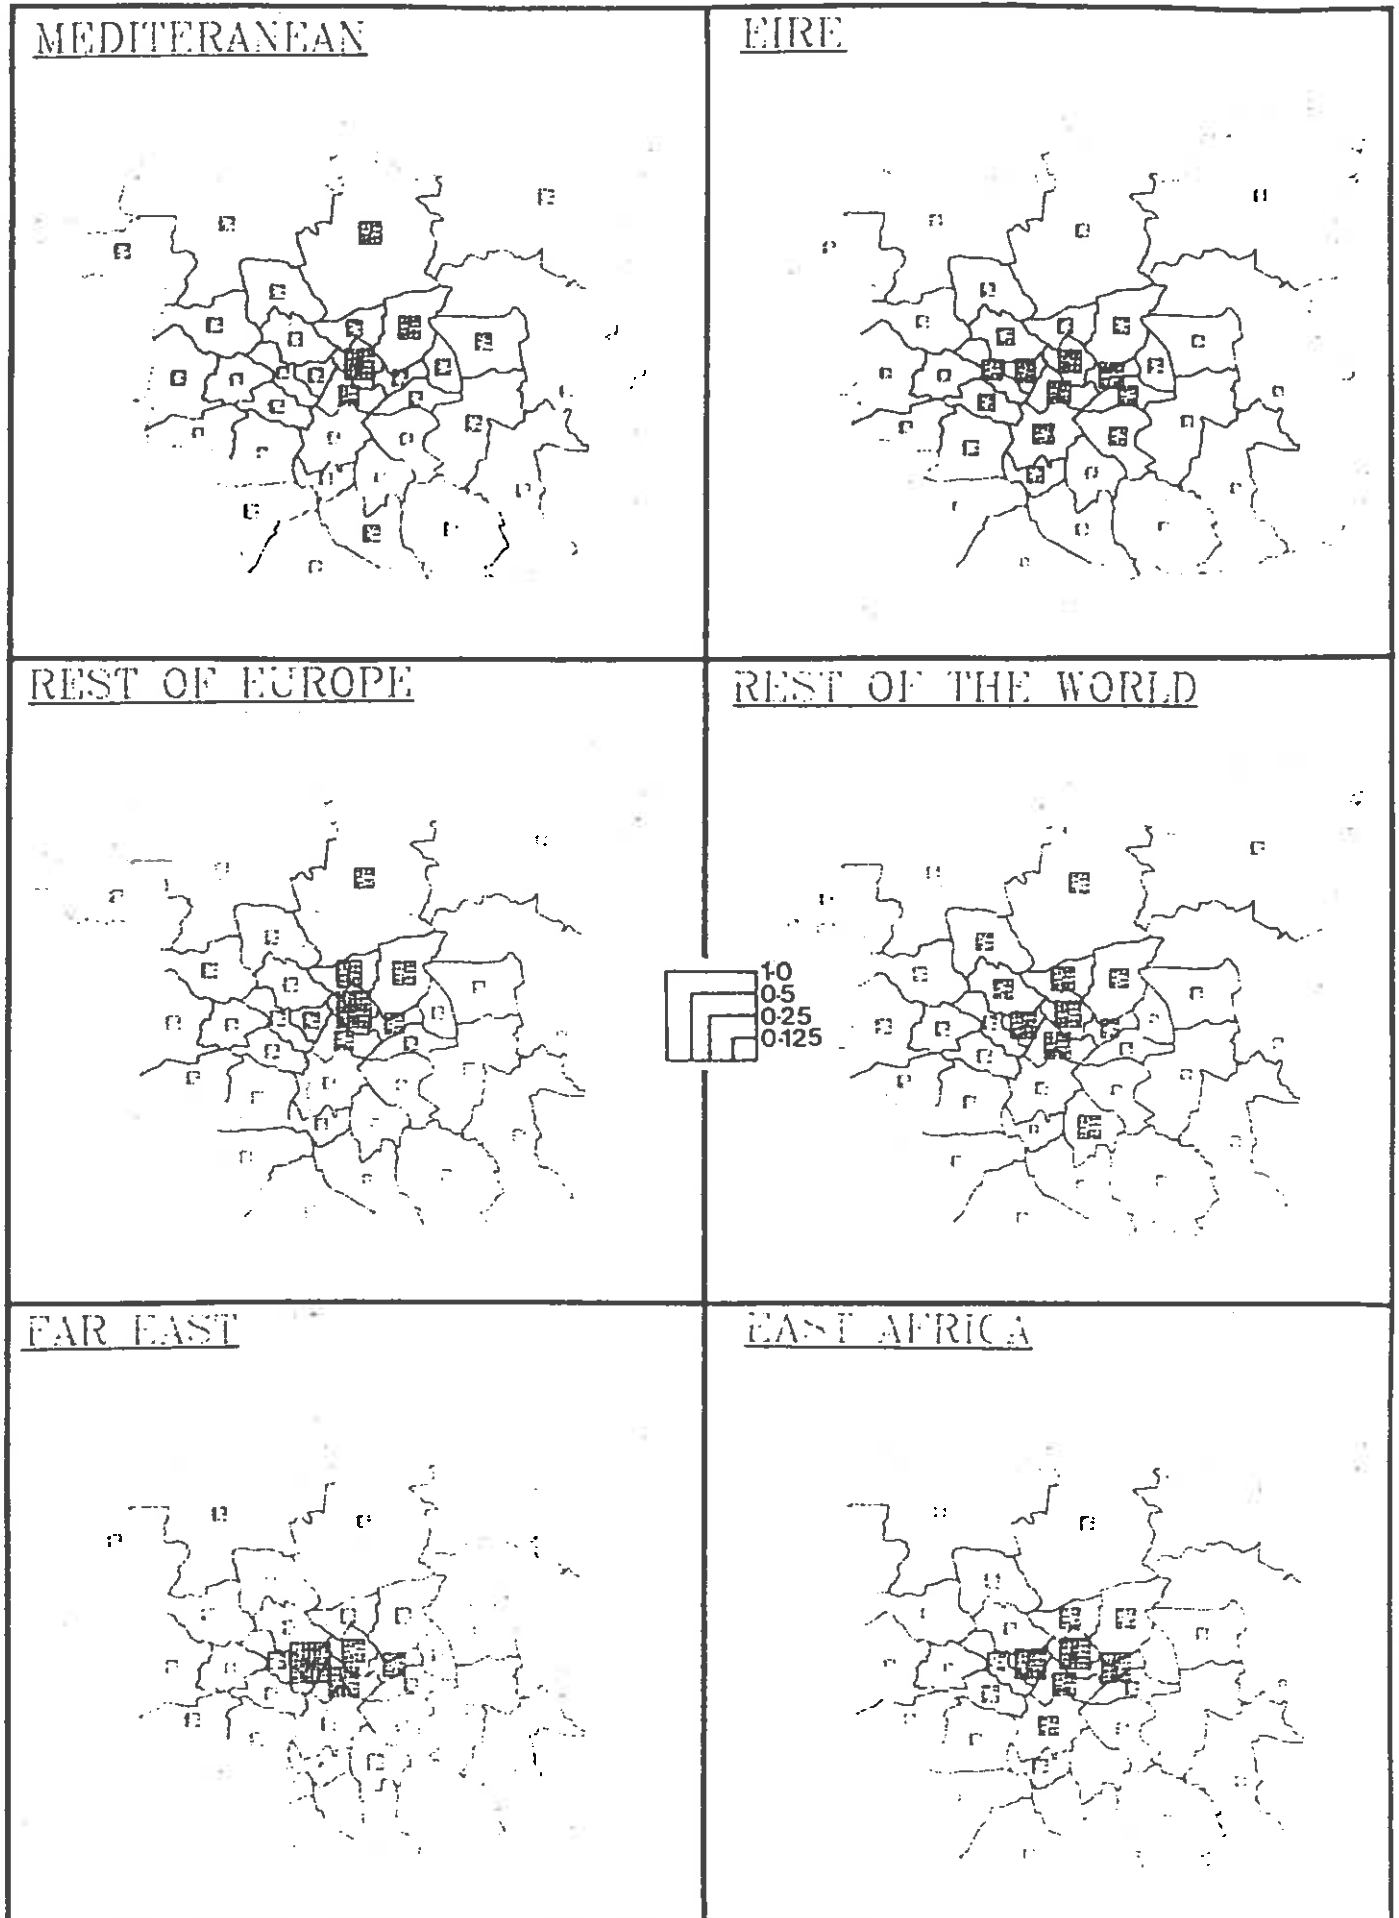 MEDITERANEAN
EIRE
REST OF EUROPE
REST OF THE WORLD
1·0
0·5
0·25
0·125
FAR EAST
EAST AFRICA